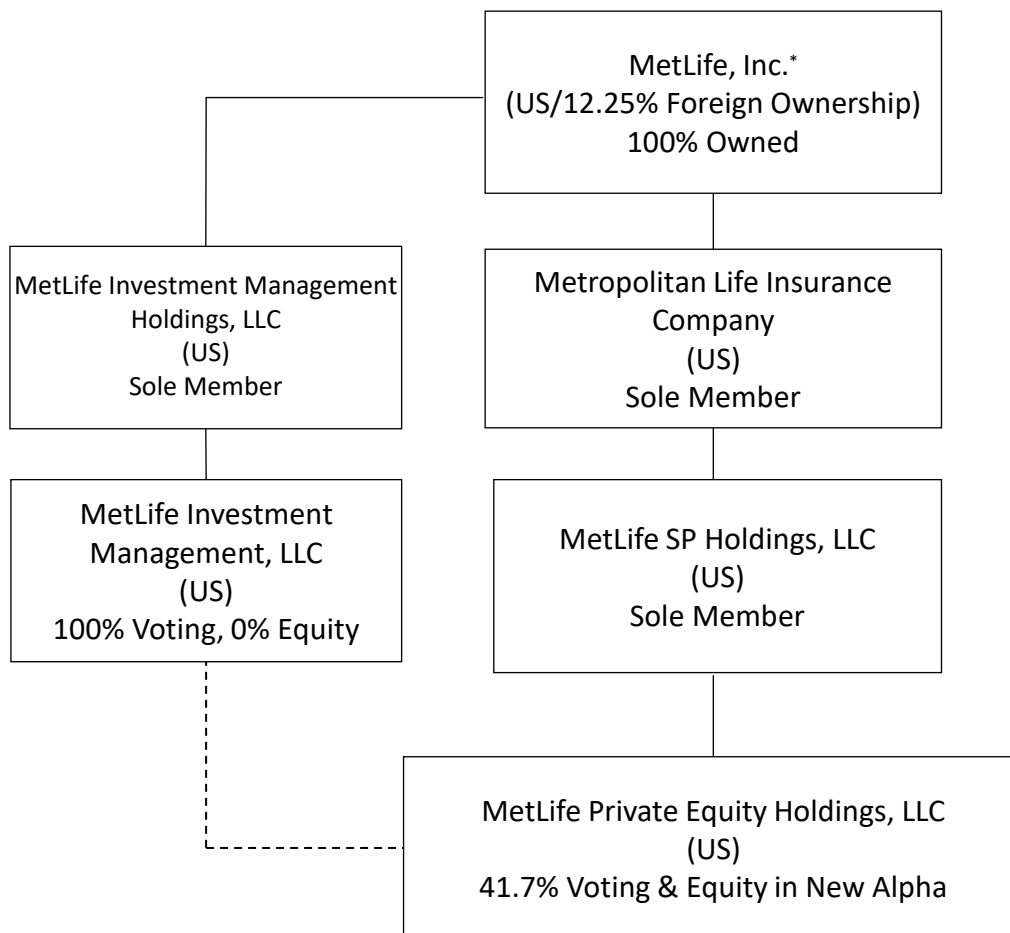 MetLife, Inc.*
(US/12.25% Foreign Ownership)
100% Owned
MetLife Investment Management
Holdings, LLC
(US)
Sole Member
Metropolitan Life Insurance
Company
(US)
Sole Member
MetLife Investment
Management, LLC
(US)
100% Voting, 0% Equity
MetLife SP Holdings, LLC
(US)
Sole Member
MetLife Private Equity Holdings, LLC
(US)
41.7% Voting & Equity in New Alpha